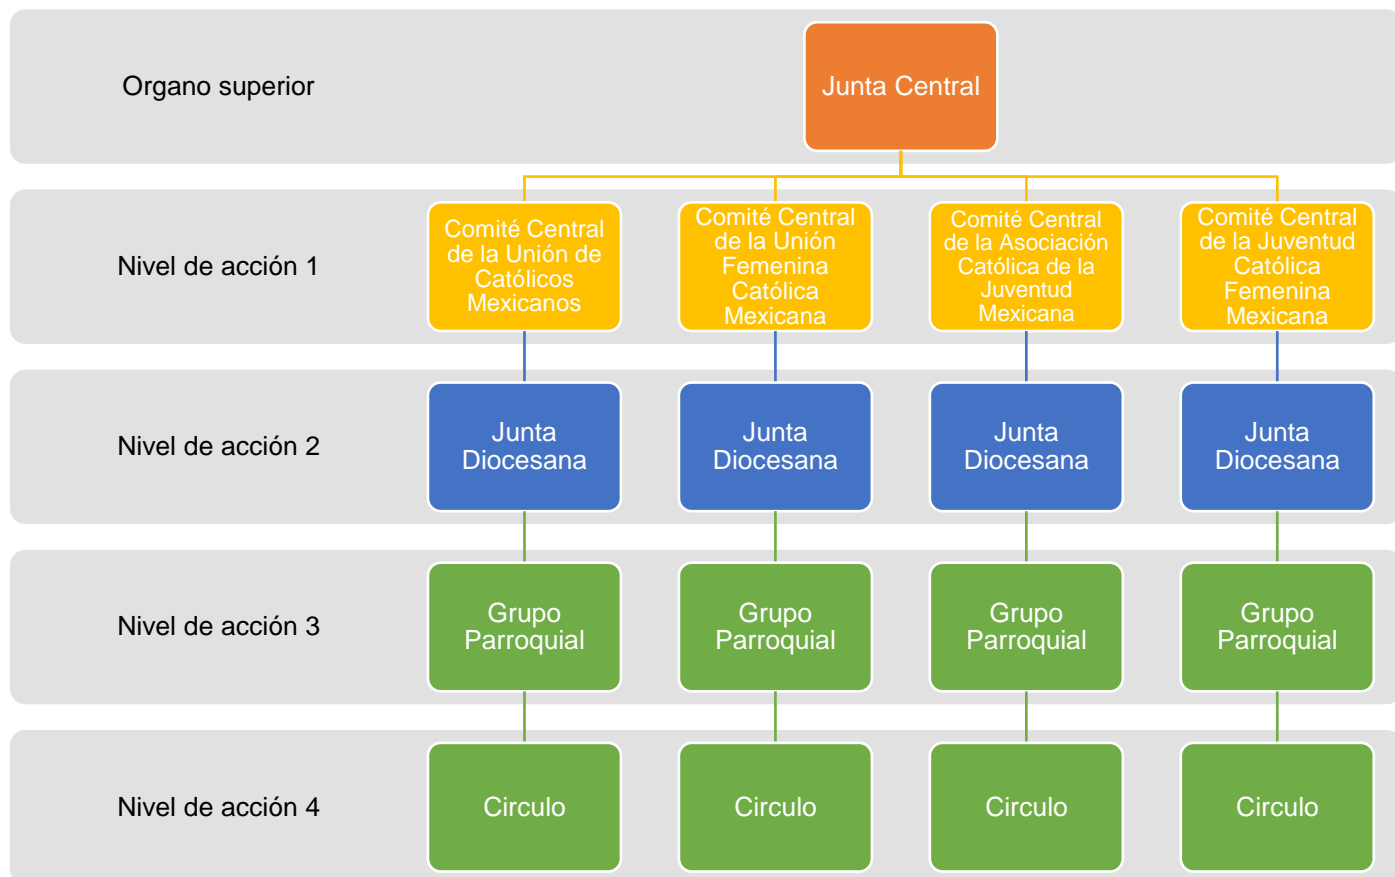 Organo superior
Junta Central
Nivel de acción 1
Comité Central
de la Unión de
Católicos
Mexicanos
Comité Central
de la Unión
Femenina
Católica
Mexicana
Comité Central
de la Asociación
Católica de la
Juventud
Mexicana
Comité Central
de la Juventud
Católica
Femenina
Mexicana
Nivel de acción 2
Junta
Diocesana
Junta
Diocesana
Junta
Diocesana
Junta
Diocesana
Nivel de acción 3
Grupo
Parroquial
Grupo
Parroquial
Grupo
Parroquial
Grupo
Parroquial
Nivel de acción 4
Circulo
Circulo
Circulo
Circulo